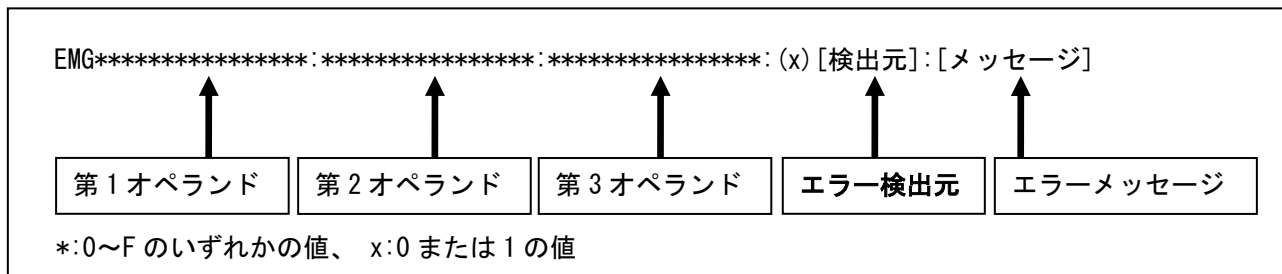 EMG****************:****************:****************:(x)[検出元]:[メッセージ]
第1オペランド 第2オペランド 第3オペランド エラー検出元 エラーメッセージ
*:0～F のいずれかの値、 x:0 または 1 の値